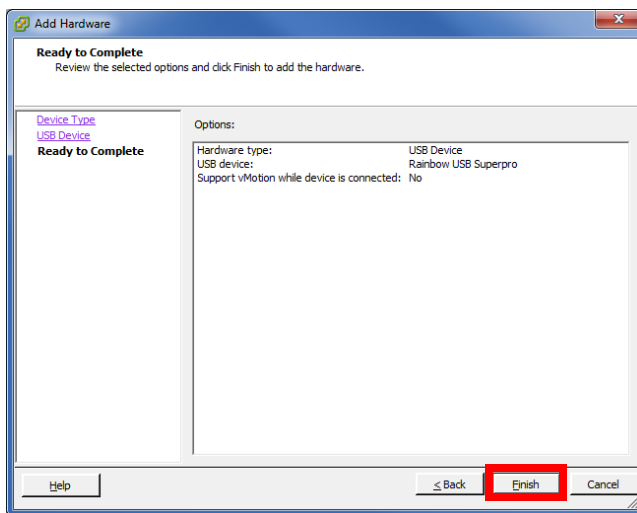 Add Hardware
Ready to Complete
Review the selected options and click Finish to add the hardware.
Device Type
USB Device
Ready to Complete
Options:
Hardware type: USB Device
USB device: Rainbow USB Superpro
Support vMotion while device is connected: No
Help
< Back
Finish
Cancel